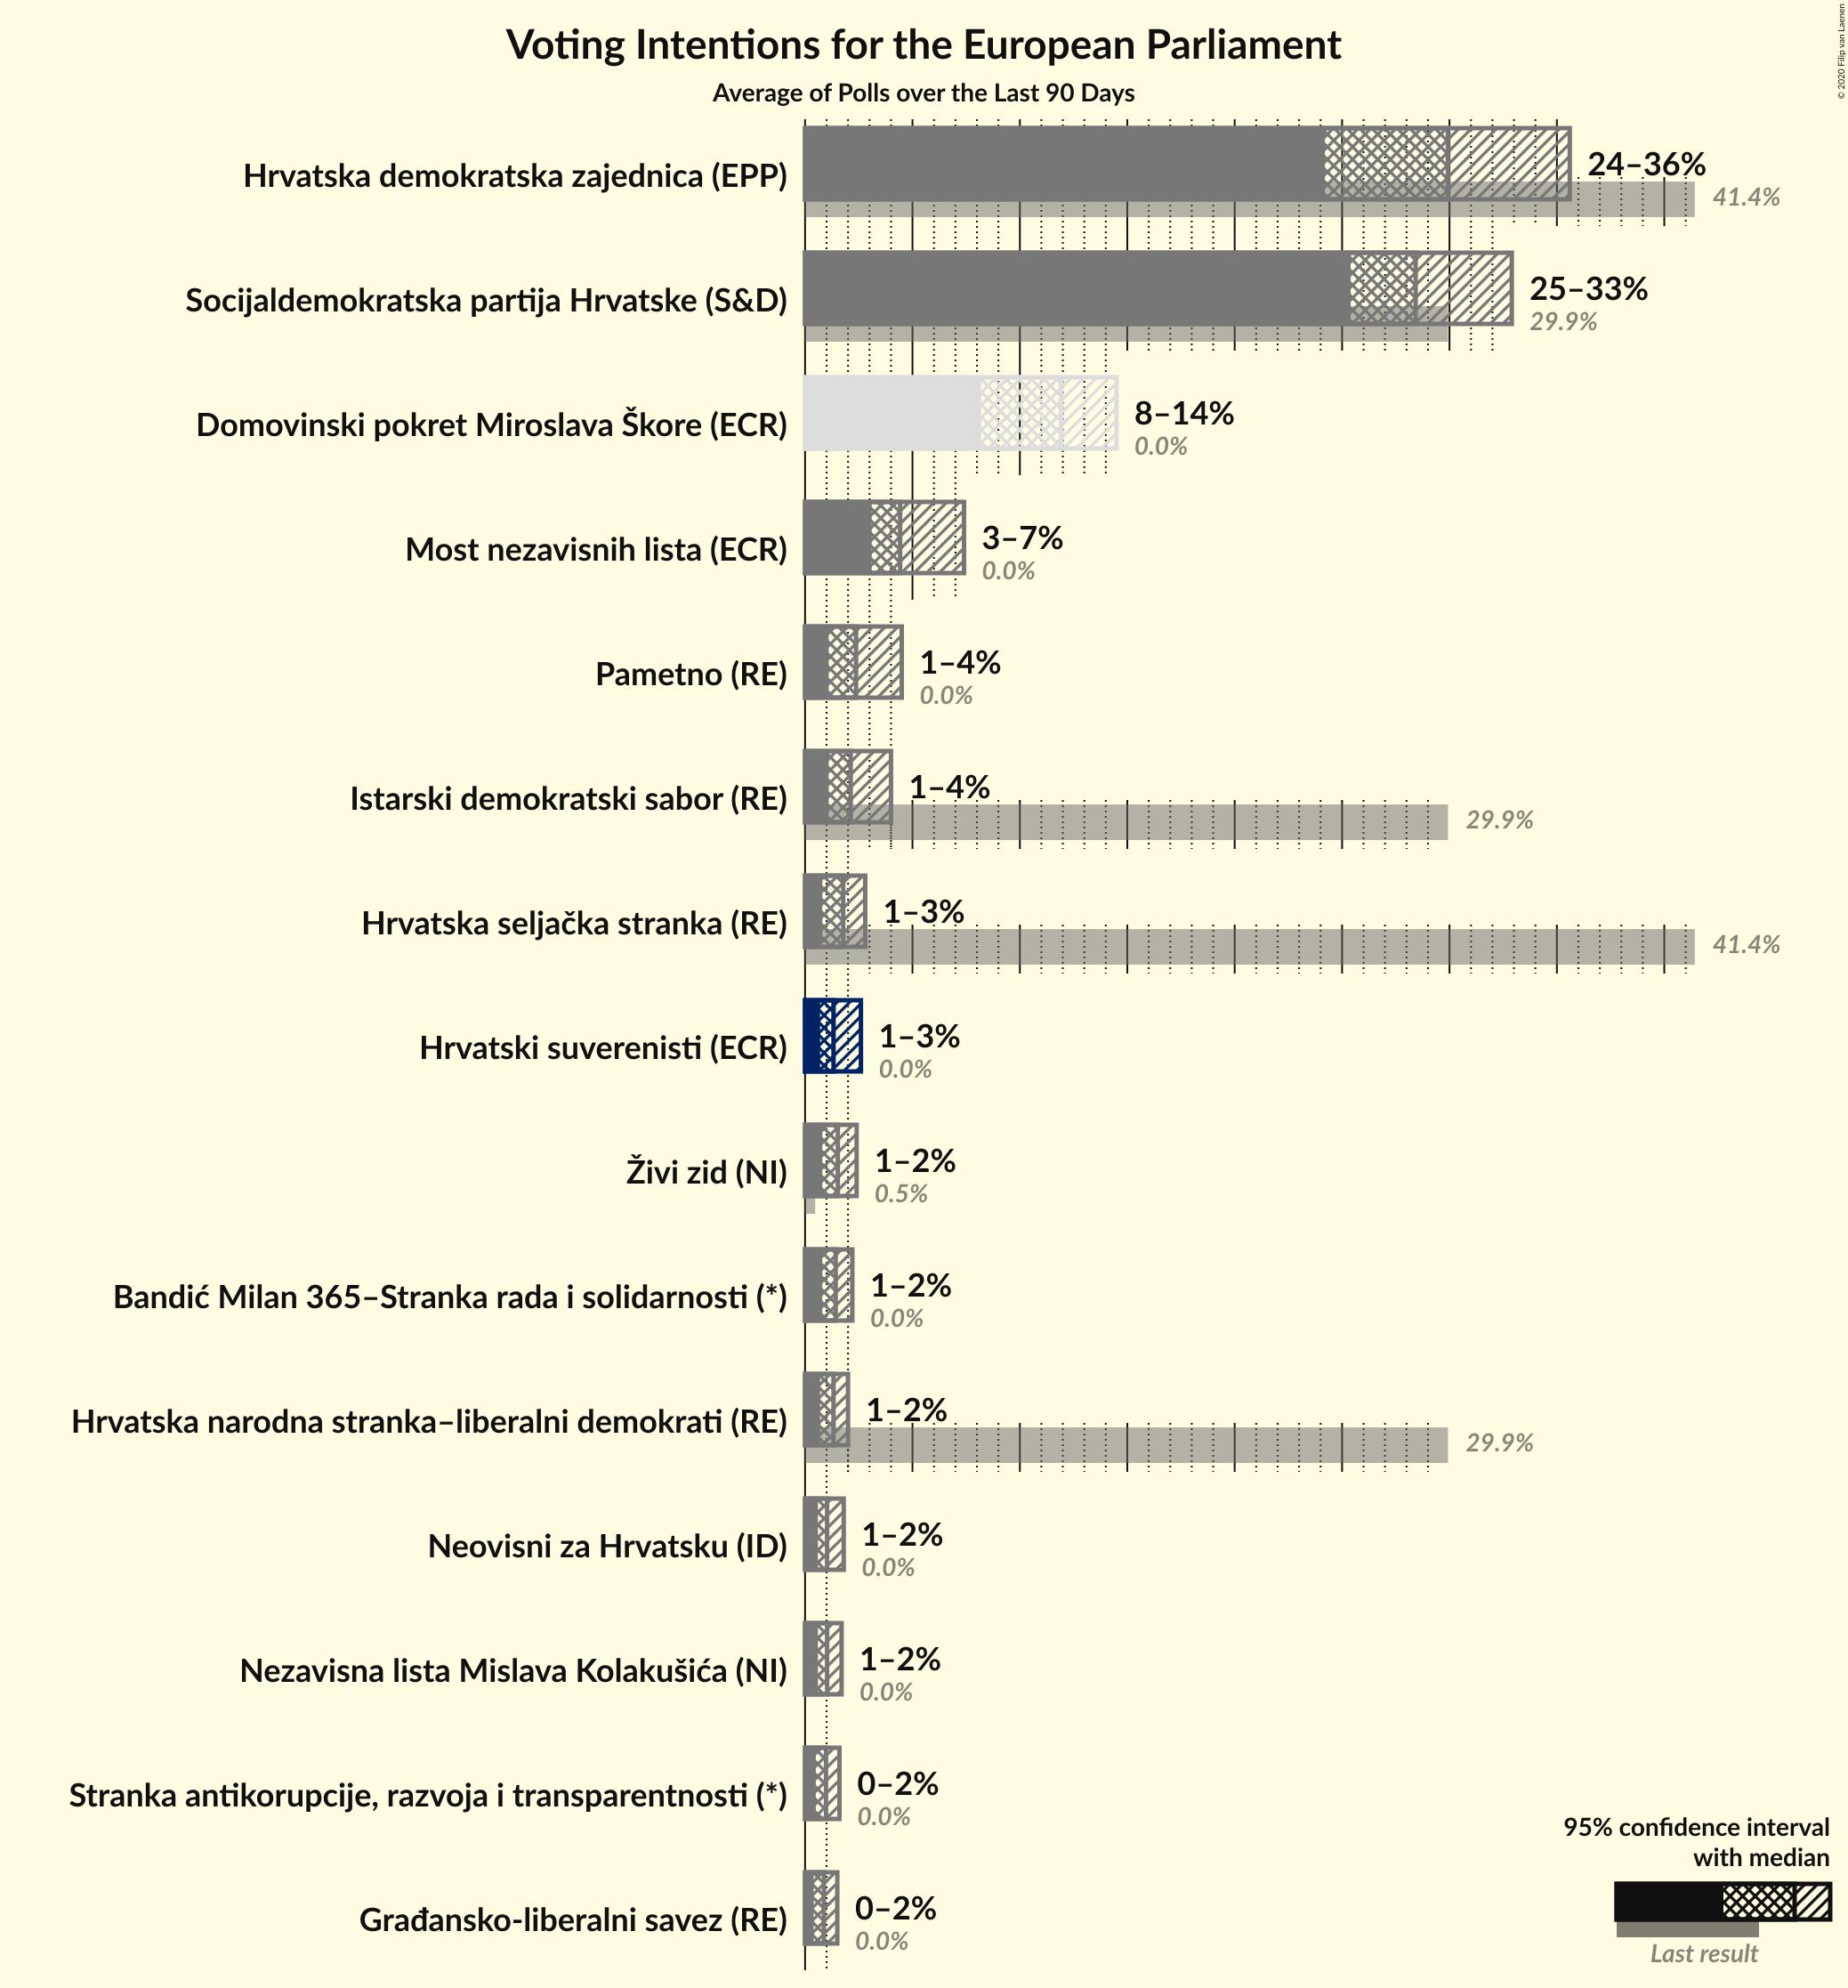 Voting Intentions for the European Parliament
Average of Polls over the Last 90 Days
© 2020 Filip van Laenen
Hrvatska demokratska zajednica (EPP)
24–36%
41.4%
Socijaldemokratska partija Hrvatske (S&D)
25–33%
29.9%
Domovinski pokret Miroslava Škore (ECR)
8–14%
0.0%
Most nezavisnih lista (ECR)
3–7%
0.0%
Pametno (RE)
1–4%
0.0%
Istarski demokratski sabor (RE)
1–4%
29.9%
Hrvatska seljačka stranka (RE)
1–3%
41.4%
Hrvatski suverenisti (ECR)
1–3%
0.0%
Živi zid (NI)
1–2%
0.5%
Bandić Milan 365–Stranka rada i solidarnosti (*)
1–2%
0.0%
Hrvatska narodna stranka–liberalni demokrati (RE)
1–2%
29.9%
Neovisni za Hrvatsku (ID)
1–2%
0.0%
Nezavisna lista Mislava Kolakušića (NI)
1–2%
0.0%
Stranka antikorupcije, razvoja i transparentnosti (*)
0–2%
0.0%
Građansko-liberalni savez (RE)
0–2%
0.0%
95% confidence interval
with median
Last result